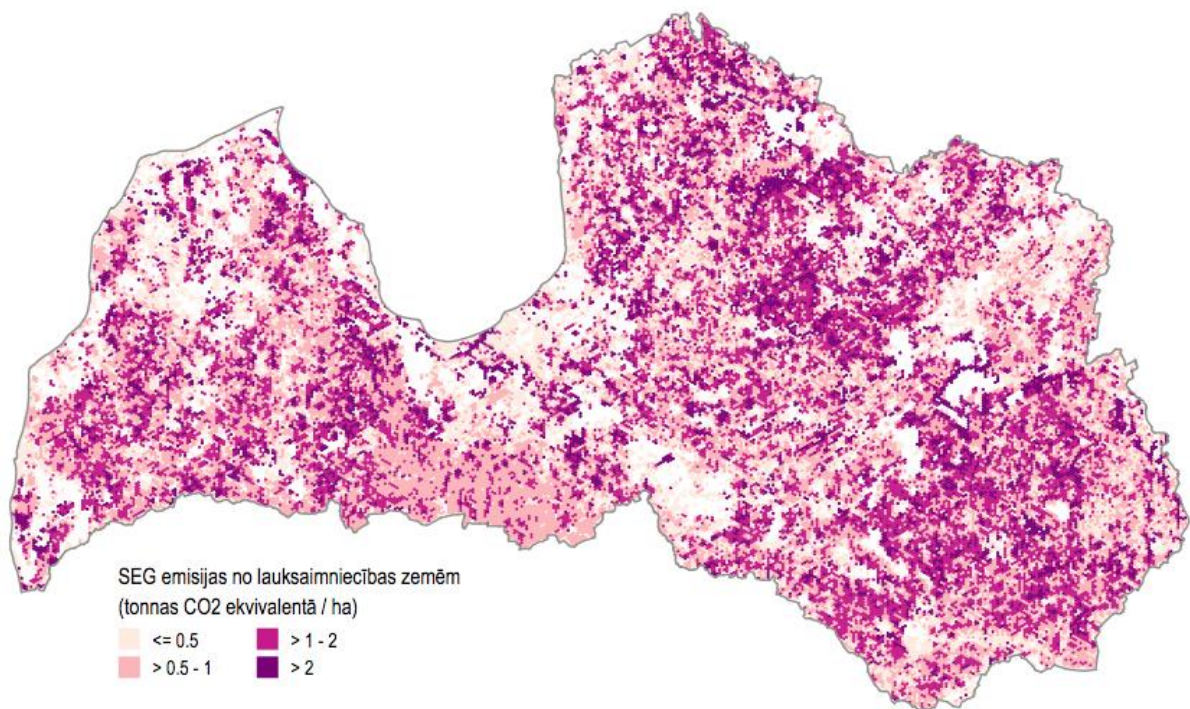 SEG emisijas no lauksaimniecības zemēm
(tonnas CO2 ekvivalentā / ha)
<= 0.5
> 1 - 2
> 0.5 - 1
> 2